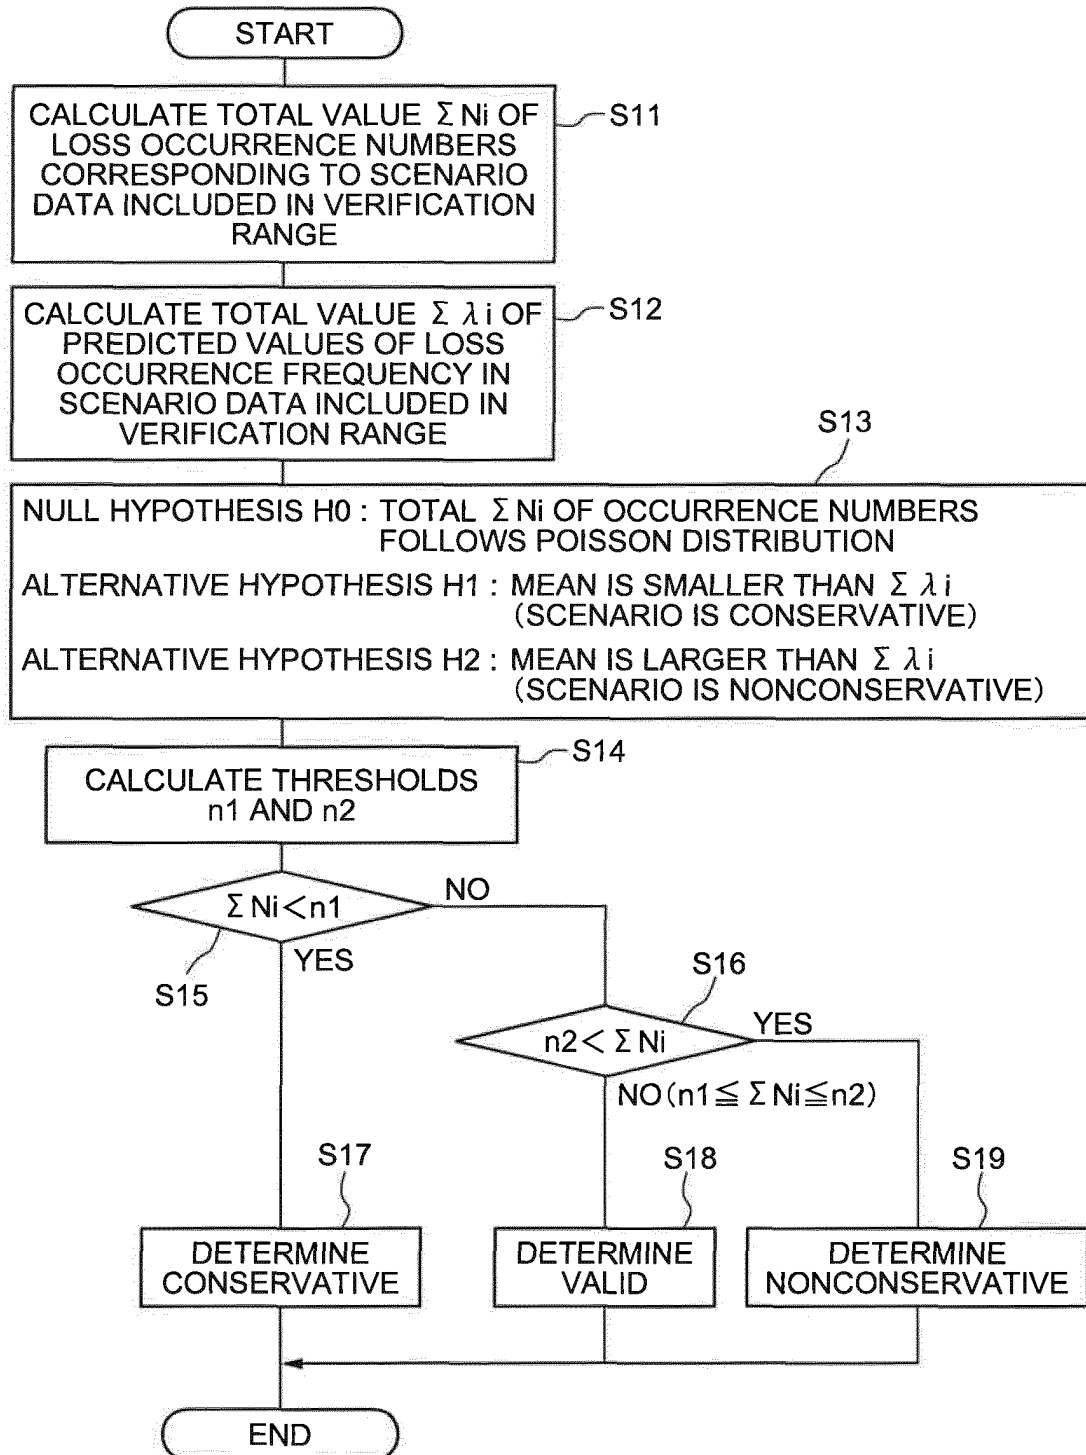 START
CALCULATE TOTAL VALUE ΣNi OF
LOSS OCCURRENCE NUMBERS
CORRESPONDING TO SCENARIO
DATA INCLUDED IN VERIFICATION
RANGE
S11
CALCULATE TOTAL VALUE Σλi OF
PREDICTED VALUES OF LOSS
OCCURRENCE FREQUENCY IN
SCENARIO DATA INCLUDED IN
VERIFICATION RANGE
S12
S13
NULL HYPOTHESIS H0 : TOTAL ΣNi OF OCCURRENCE NUMBERS
FOLLOWS POISSON DISTRIBUTION
ALTERNATIVE HYPOTHESIS H1 : MEAN IS SMALLER THAN Σλi
(SCENARIO IS CONSERVATIVE)
ALTERNATIVE HYPOTHESIS H2 : MEAN IS LARGER THAN Σλi
(SCENARIO IS NONCONSERVATIVE)
S14
CALCULATE THRESHOLDS
n1 AND n2
ΣNi<n1
NO
YES
S15
S16
n2<ΣNi
YES
NO(n1≦ΣNi≦n2)
S17
S18
S19
DETERMINE
CONSERVATIVE
DETERMINE
VALID
DETERMINE
NONCONSERVATIVE
END